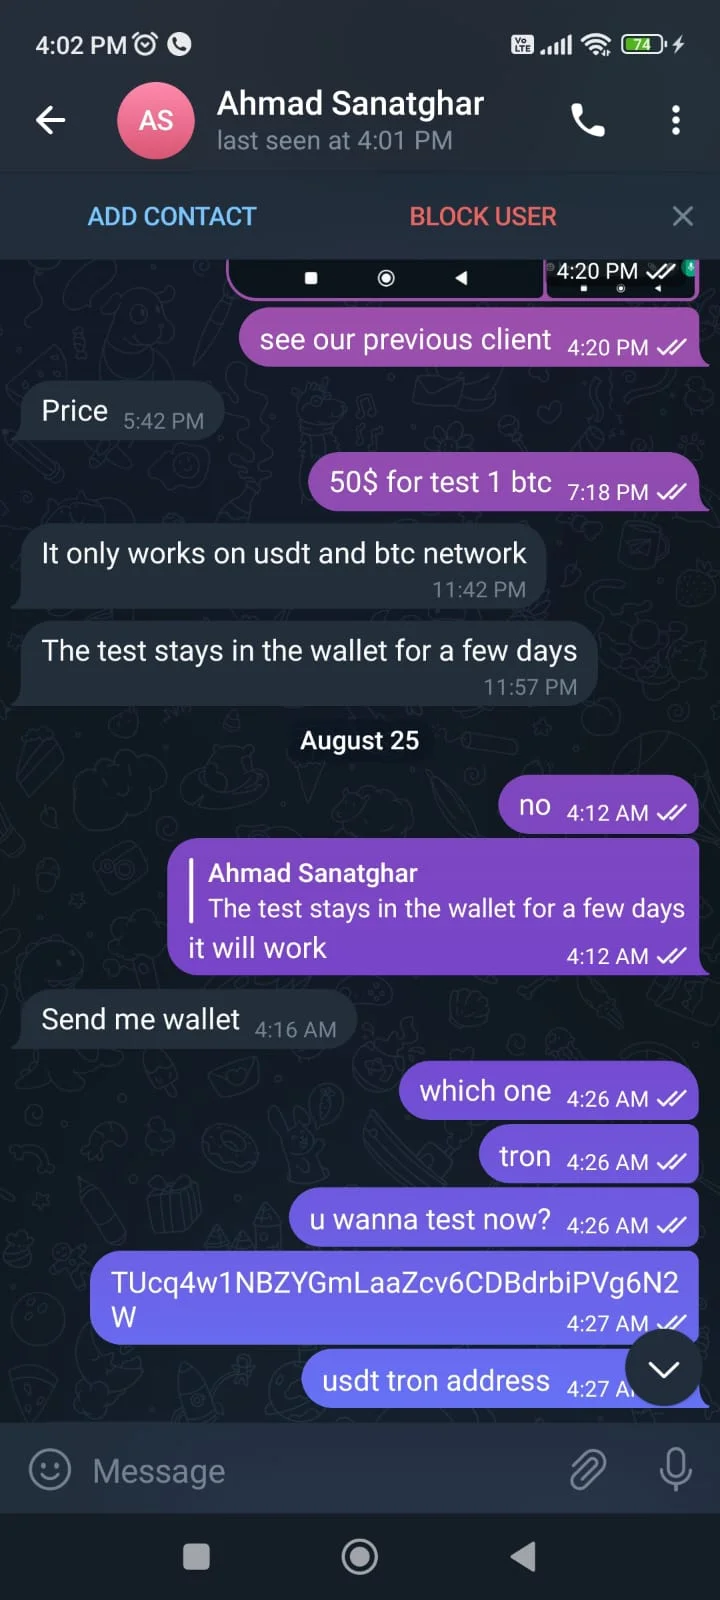 4:02 PM
Vo
LTE
74
AS
Ahmad Sanatghar
last seen at 4:01 PM
ADD CONTACT
BLOCK USER
4:20 PM
see our previous client 4:20 PM
Price 5:42 PM
50$ for test 1 btc 7:18 PM
It only works on usdt and btc network
11:42 PM
The test stays in the wallet for a few days
11:57 PM
August 25
no 4:12 AM
Ahmad Sanatghar
The test stays in the wallet for a few days
it will work 4:12 AM
Send me wallet 4:16 AM
which one 4:26 AM
tron 4:26 AM
u wanna test now? 4:26 AM
TUcq4w1NBZYGmLaaZcv6CDBdrbiPVg6N2
W
4:27 AM
usdt tron address 4:27
Message